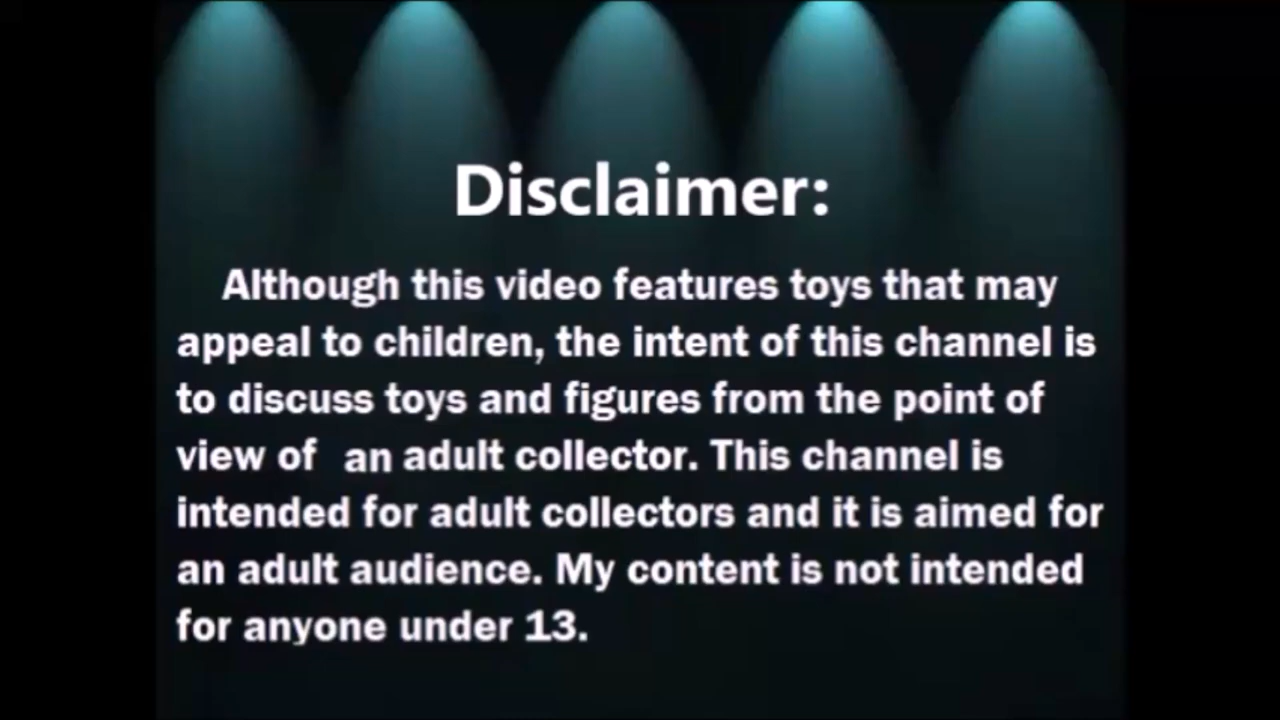 Disclaimer:
Although this video features toys that may
appeal to children, the intent of this channel is
to discuss toys and figures from the point of
view of an adult collector. This channel is
intended for adult collectors and it is aimed for
an adult audience. My content is not intended
for anyone under 13.